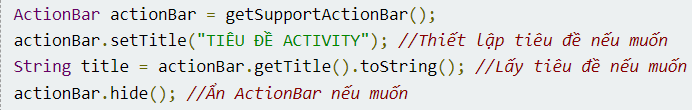 ActionBar actionBar = getSupportActionBar();
actionBar.setTitle("TIÊU ĐỀ ACTIVITY"); //Thiết lập tiêu đề nếu muốn
String title = actionBar.getTitle().toString(); //Lấy tiêu đề nếu muốn
actionBar.hide(); //Ẩn ActionBar nếu muốn